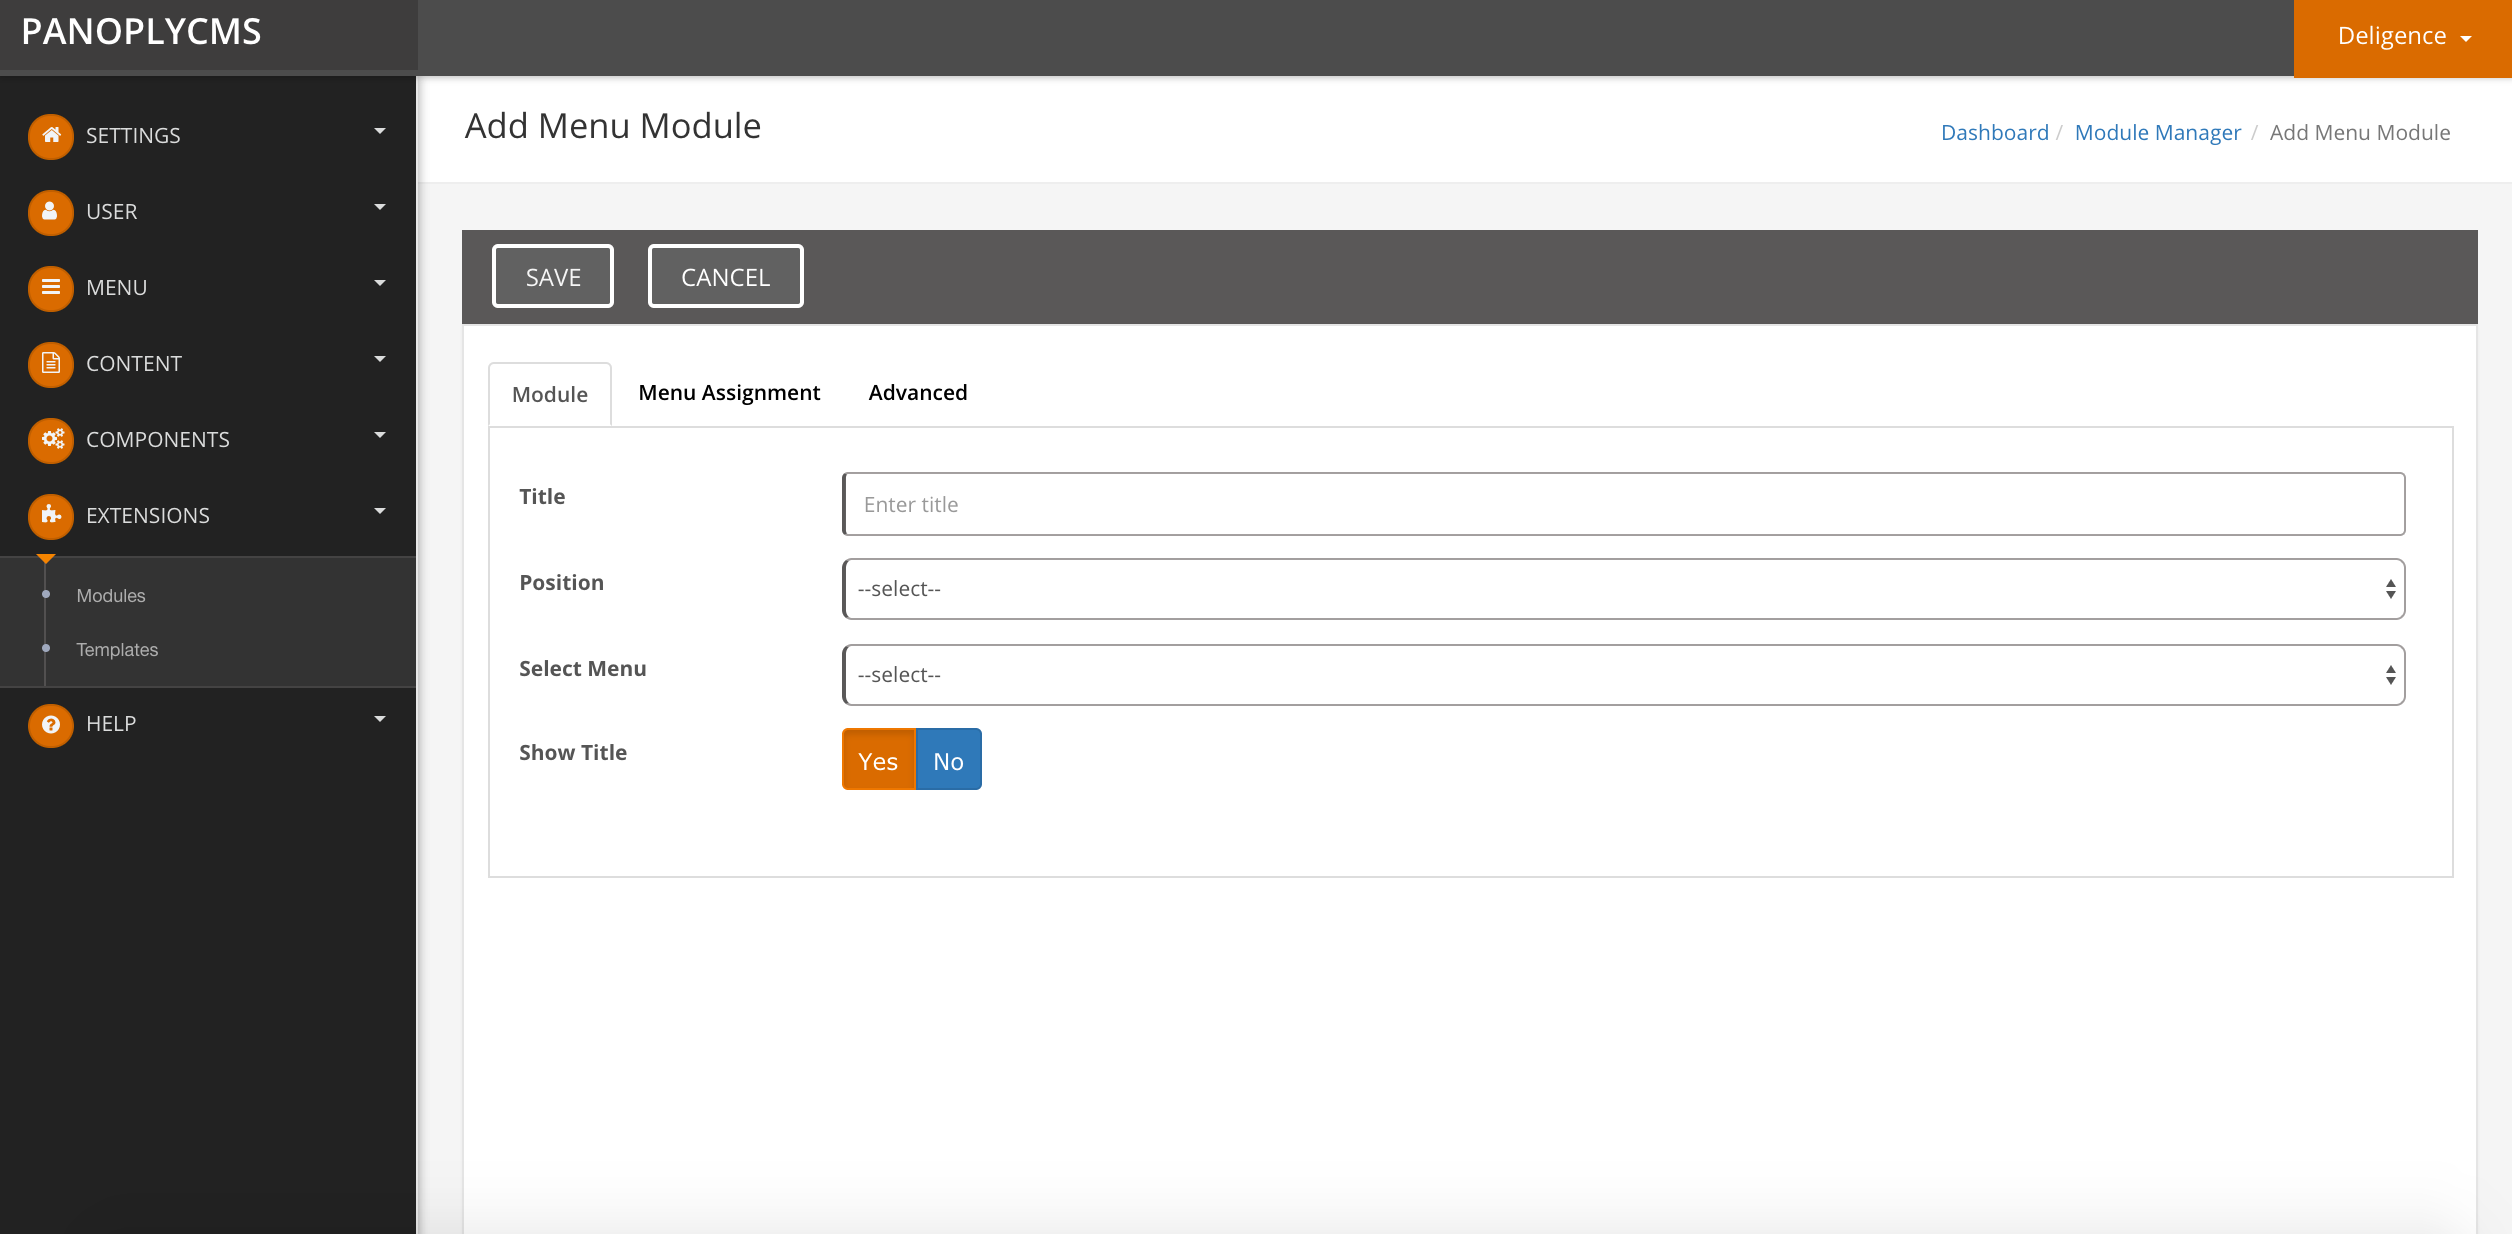 PANOPLYCMS
Deligence
SETTINGS
USER
MENU
CONTENT
COMPONENTS
EXTENSIONS
Modules
Templates
HELP
Add Menu Module
Dashboard / Module Manager / Add Menu Module
SAVE CANCEL
Module Menu Assignment Advanced
Title Enter title
Position --select--
Select Menu --select--
Show Title Yes No